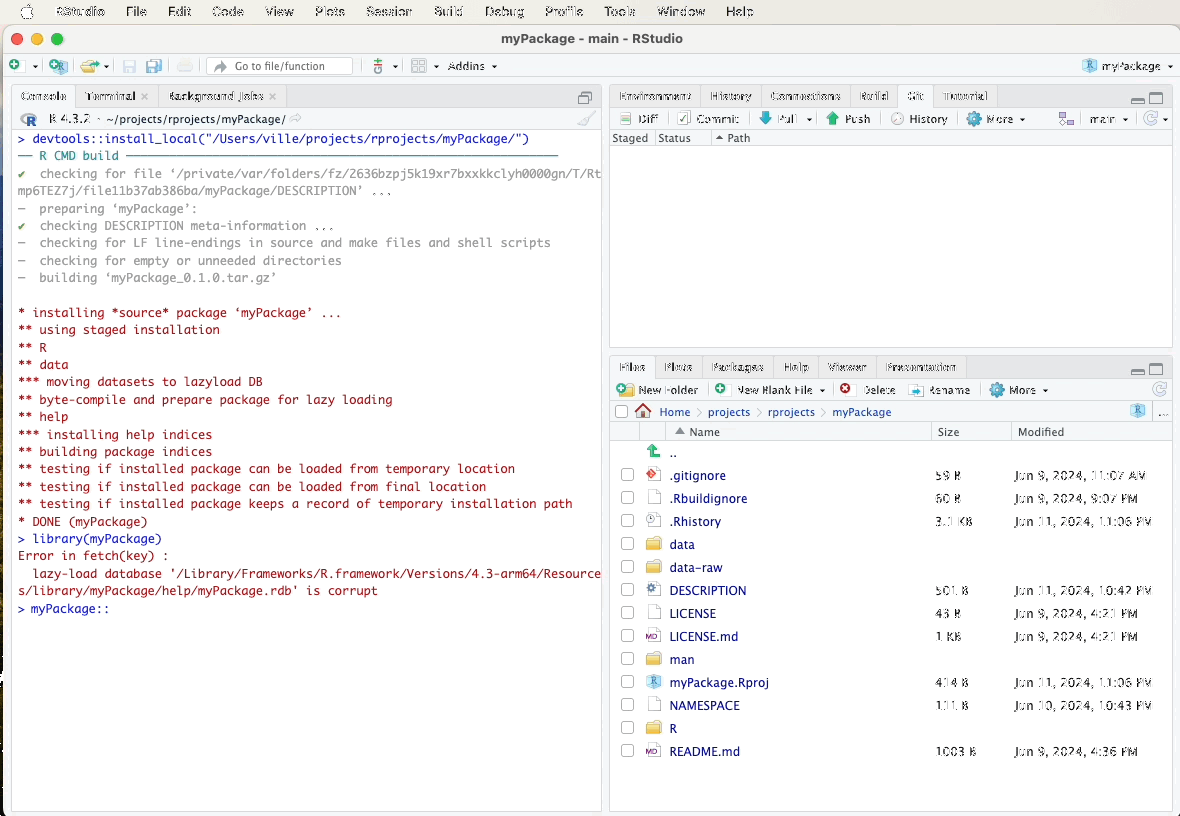 RStudio File Edit Code View Plots Session Build Debug Profile Tools Window Help
myPackage - main - RStudio
Go to file/function Addins myPackage
Console Terminal Background Jobs
R 4.3.2 · ~/projects/rprojects/myPackage/
> devtools::install_local("/Users/ville/projects/rprojects/myPackage/")
── R CMD build ─────────────────────────────
✔ checking for file ‘/private/var/folders/fz/2636bzpj5k19xr7bxxkkclyh0000gn/T/Rt
mp6TEZ7j/file11b37ab386ba/myPackage/DESCRIPTION’ ...
─ preparing ‘myPackage’:
✔ checking DESCRIPTION meta-information ...
─ checking for LF line-endings in source and make files and shell scripts
─ checking for empty or unneeded directories
─ building ‘myPackage_0.1.0.tar.gz’
* installing *source* package ‘myPackage’ ...
** using staged installation
** R
** data
*** moving datasets to lazyload DB
** byte-compile and prepare package for lazy loading
** help
*** installing help indices
** building package indices
** testing if installed package can be loaded from temporary location
** testing if installed package can be loaded from final location
** testing if installed package keeps a record of temporary installation path
* DONE (myPackage)
> library(myPackage)
Error in fetch(key) :
lazy-load database '/Library/Frameworks/R.framework/Versions/4.3-arm64/Resource
s/library/myPackage/help/myPackage.rdb' is corrupt
> myPackage::
Environment History Connections Build Git Tutorial
Diff Commit Pull Push History More main
Staged Status Path
Files Plots Packages Help Viewer Presentation
New Folder New Blank File Delete Rename More
Home projects rprojects myPackage ...
Name Size Modified
..
.gitignore 59 B Jun 9, 2024, 11:07 AM
.Rbuildignore 60 B Jun 9, 2024, 9:07 PM
.Rhistory 3.1 KB Jun 11, 2024, 11:06 PM
data
data-raw
DESCRIPTION 501 B Jun 11, 2024, 10:42 PM
LICENSE 43 B Jun 9, 2024, 4:21 PM
LICENSE.md 1 KB Jun 9, 2024, 4:21 PM
man
myPackage.Rproj 414 B Jun 11, 2024, 11:06 PM
NAMESPACE 111 B Jun 10, 2024, 10:43 PM
R
README.md 1003 B Jun 9, 2024, 4:36 PM